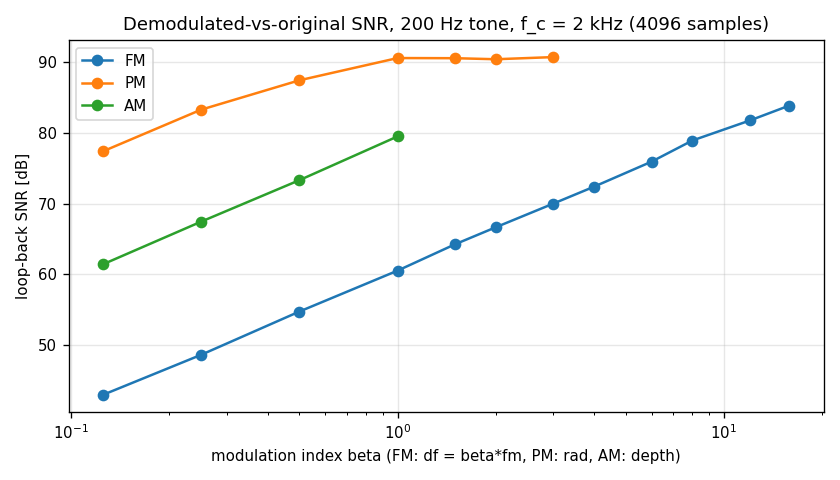 Demodulated-vs-original SNR, 200 Hz tone, f_c = 2 kHz (4096 samples)
FM
PM
AM
loop-back SNR [dB]
90
80
70
60
50
10⁻¹
10⁰
10¹
modulation index beta (FM: df = beta*fm, PM: rad, AM: depth)